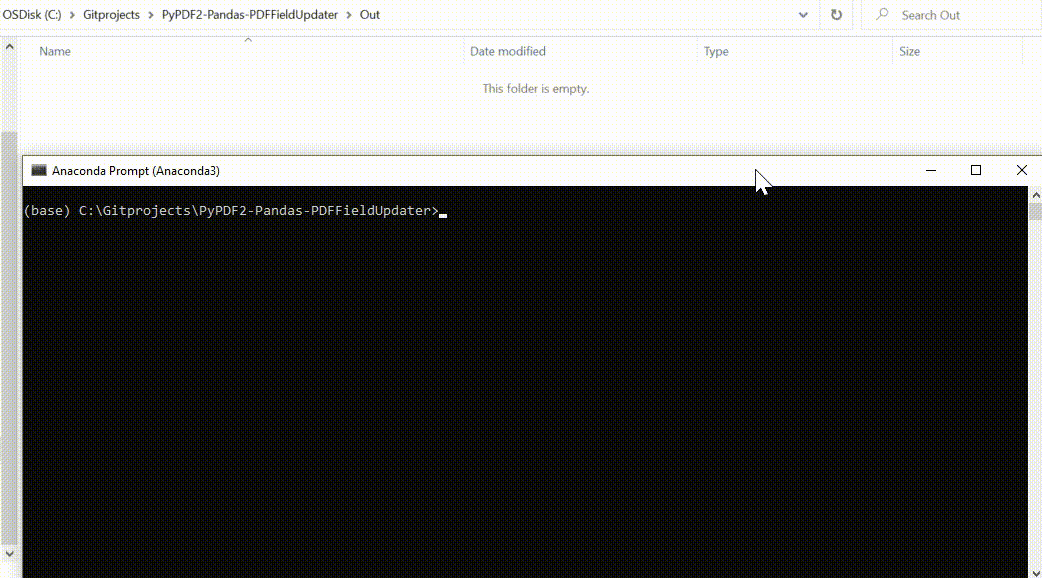 OSDisk (C:) > Gitprojects > PyPDF2-Pandas-PDFFieldUpdater > Out
Search Out
Name Date modified Type Size
This folder is empty.
Anaconda Prompt (Anaconda3)
(base) C:\Gitprojects\PyPDF2-Pandas-PDFFieldUpdater>